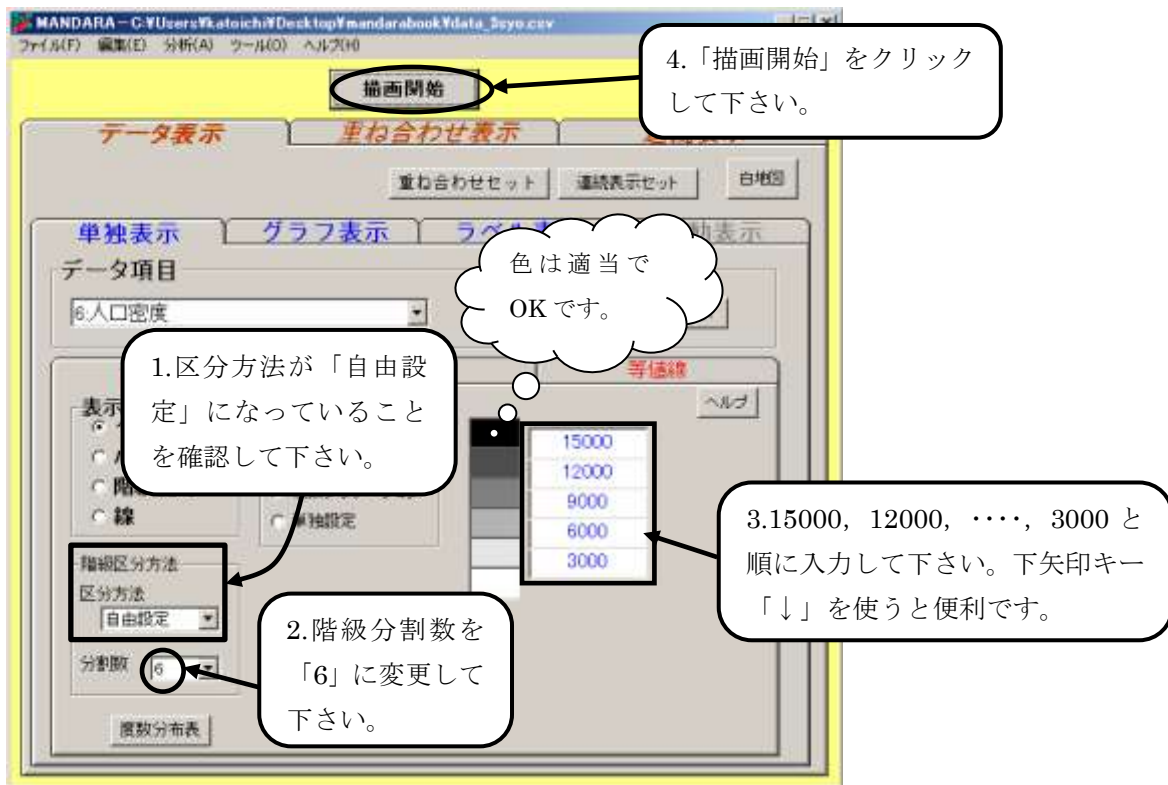 MANDARA－C:¥Users¥katoichi¥Desktop¥mandarabook¥data_3syo.csv
ファイル(F) 編集(E) 分析(A) ツール(O) ヘルプ(H)
描画開始
4.「描画開始」をクリック
して下さい。
データ表示 重ね合わせ表示
重ね合わせセット 連続表示セット 白地図
単独表示 グラフ表示 ラベル
表示
データ項目
色は適当で
OK です。
6:人口密度
1.区分方法が「自由設
定」になっていること
を確認して下さい。
等値線
ヘルプ
表示
線
単独設定
15000
12000
9000
6000
3000
3.15000，12000，････，3000 と
順に入力して下さい。下矢印キー
「↓」を使うと便利です。
階級区分方法
区分方法
自由設定
分割数 6
2.階級分割数を
「6」に変更して
下さい。
度数分布表